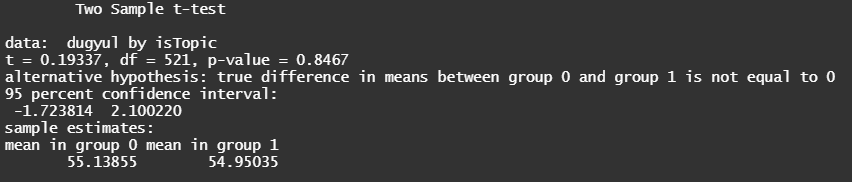 Two Sample t-test
data:  dugyul by isTopic
t = 0.19337, df = 521, p-value = 0.8467
alternative hypothesis: true difference in means between group 0 and group 1 is not equal to 0
95 percent confidence interval:
 -1.723814  2.100220
sample estimates:
mean in group 0 mean in group 1
       55.13855        54.95035